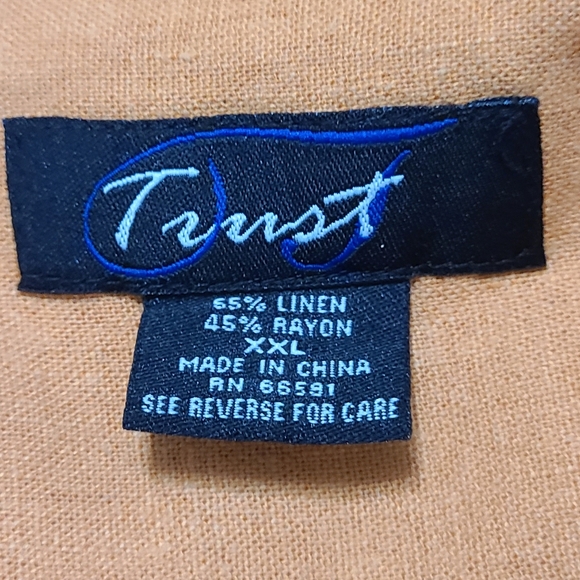 Trust
65% LINEN
45% RAYON
XXL
MADE IN CHINA
RN 66591
SEE REVERSE FOR CARE